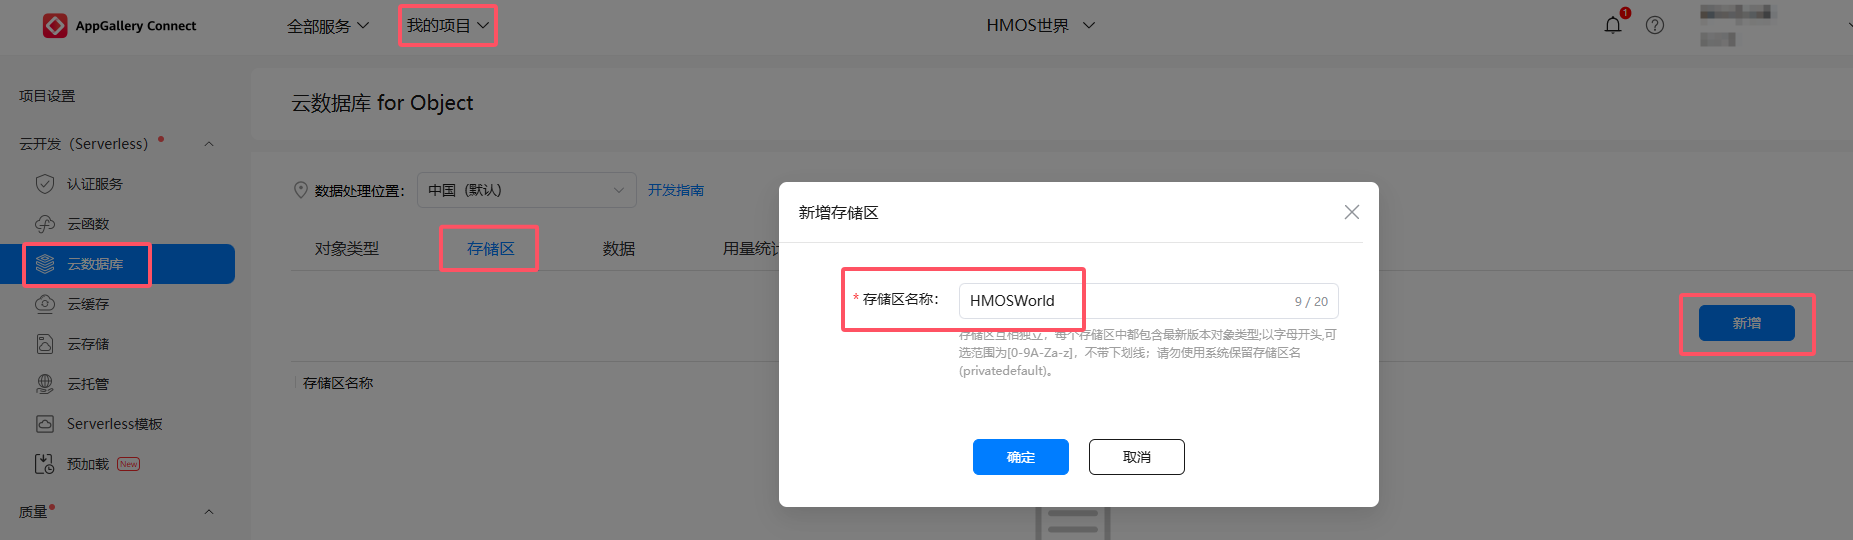 AppGallery Connect
全部服务
我的项目
HMOS世界
1
项目设置
云开发（Serverless）
认证服务
云函数
云数据库
云缓存
云存储
云托管
Serverless模板
预加载 New
质量
云数据库 for Object
数据处理位置： 中国（默认） 开发指南
对象类型 存储区 数据 用量统计
新增
存储区名称
新增存储区
* 存储区名称： HMOSWorld 9 / 20
存储区互相独立，每个存储区中都包含最新版本对象类型;以字母开头,可
选范围为[0-9A-Za-z]，不带下划线；请勿使用系统保留存储区名
(privatedefault)。
确定 取消